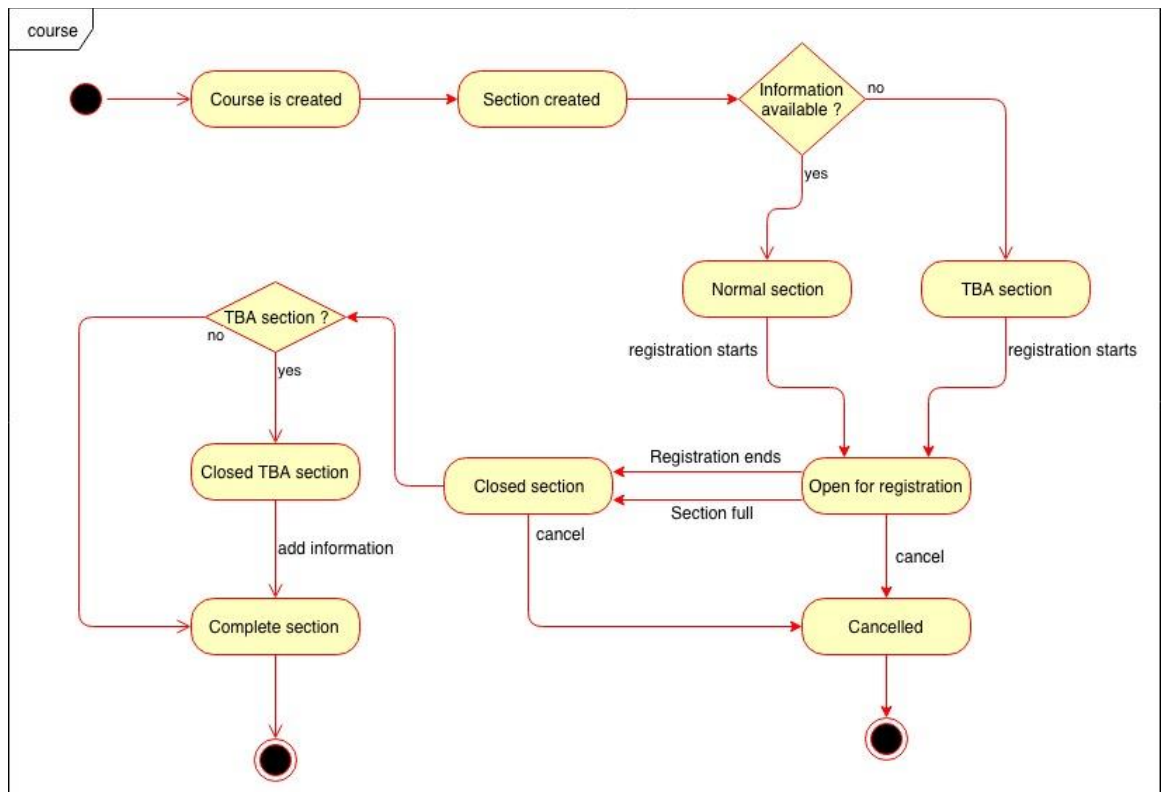 course
Course is created
Section created
Information
available ?
no
yes
Normal section
TBA section
registration starts
registration starts
TBA section ?
no
yes
Closed TBA section
Closed section
Registration ends
Section full
Open for registration
cancel
cancel
add information
Complete section
Cancelled